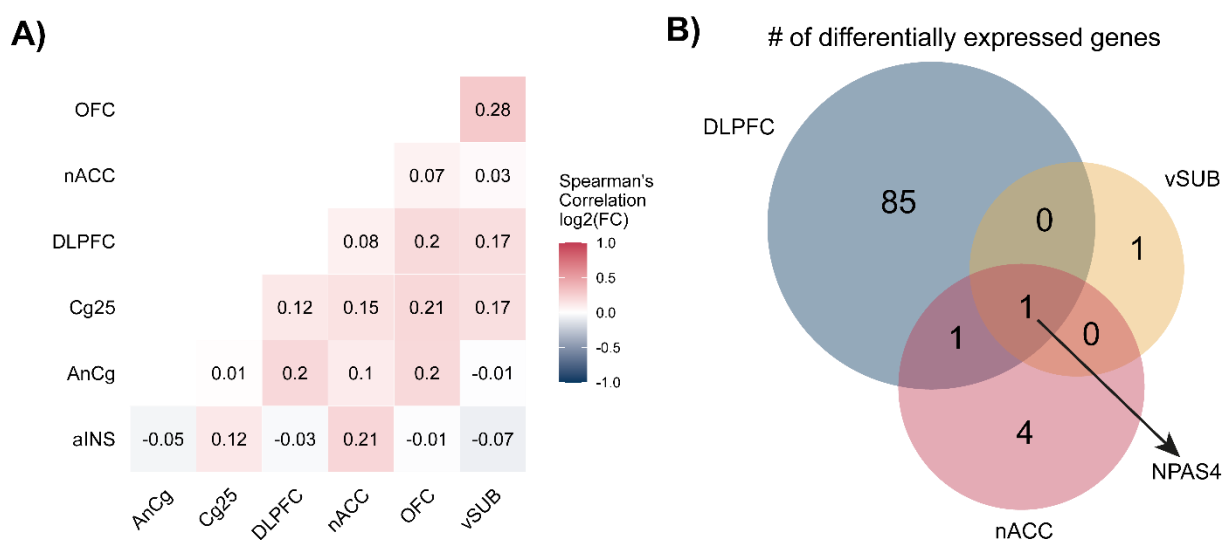 A)
OFC 0.28
nACC 0.07 0.03
DLPFC 0.08 0.2 0.17
Cg25 0.12 0.15 0.21 0.17
AnCg 0.01 0.2 0.1 0.2 -0.01
aINS -0.05 0.12 -0.03 0.21 -0.01 -0.07
AnCg Cg25 DLPFC nACC OFC vSUB
Spearman's
Correlation
log2(FC)
1.0
0.5
0.0
-0.5
-1.0
B)
# of differentially expressed genes
DLPFC
vSUB
85
0
1
1
1
0
4
NPAS4
nACC